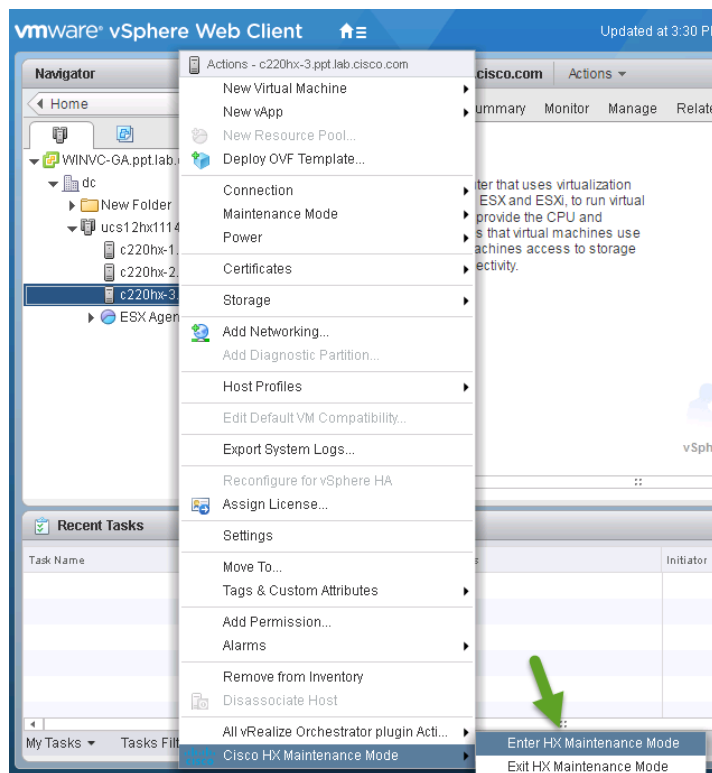 vmware® vSphere Web Client
Updated at 3:30
Navigator
Home
WINVC-GA.ppt.lab.
dc
New Folder
ucs12hx1114
c220hx-1.
c220hx-2.
c220hx-3.
ESX Agen
Actions - c220hx-3.ppt.lab.cisco.com
New Virtual Machine
New vApp
New Resource Pool...
Deploy OVF Template...
Connection
Maintenance Mode
Power
Certificates
Storage
Add Networking...
Add Diagnostic Partition...
Host Profiles
Edit Default VM Compatibility...
Export System Logs...
Reconfigure for vSphere HA
Assign License...
Settings
Move To...
Tags & Custom Attributes
Add Permission...
Alarms
Remove from Inventory
Disassociate Host
All vRealize Orchestrator plugin Acti...
Cisco HX Maintenance Mode
Enter HX Maintenance Mode
Exit HX Maintenance Mode
.cisco.com Actions
ummary Monitor Manage Relate
ter that uses virtualization
ESX and ESXi, to run virtual
provide the CPU and
s that virtual machines use
achines access to storage
ectivity.
vSph
Recent Tasks
Task Name
Initiator
My Tasks Tasks Filt